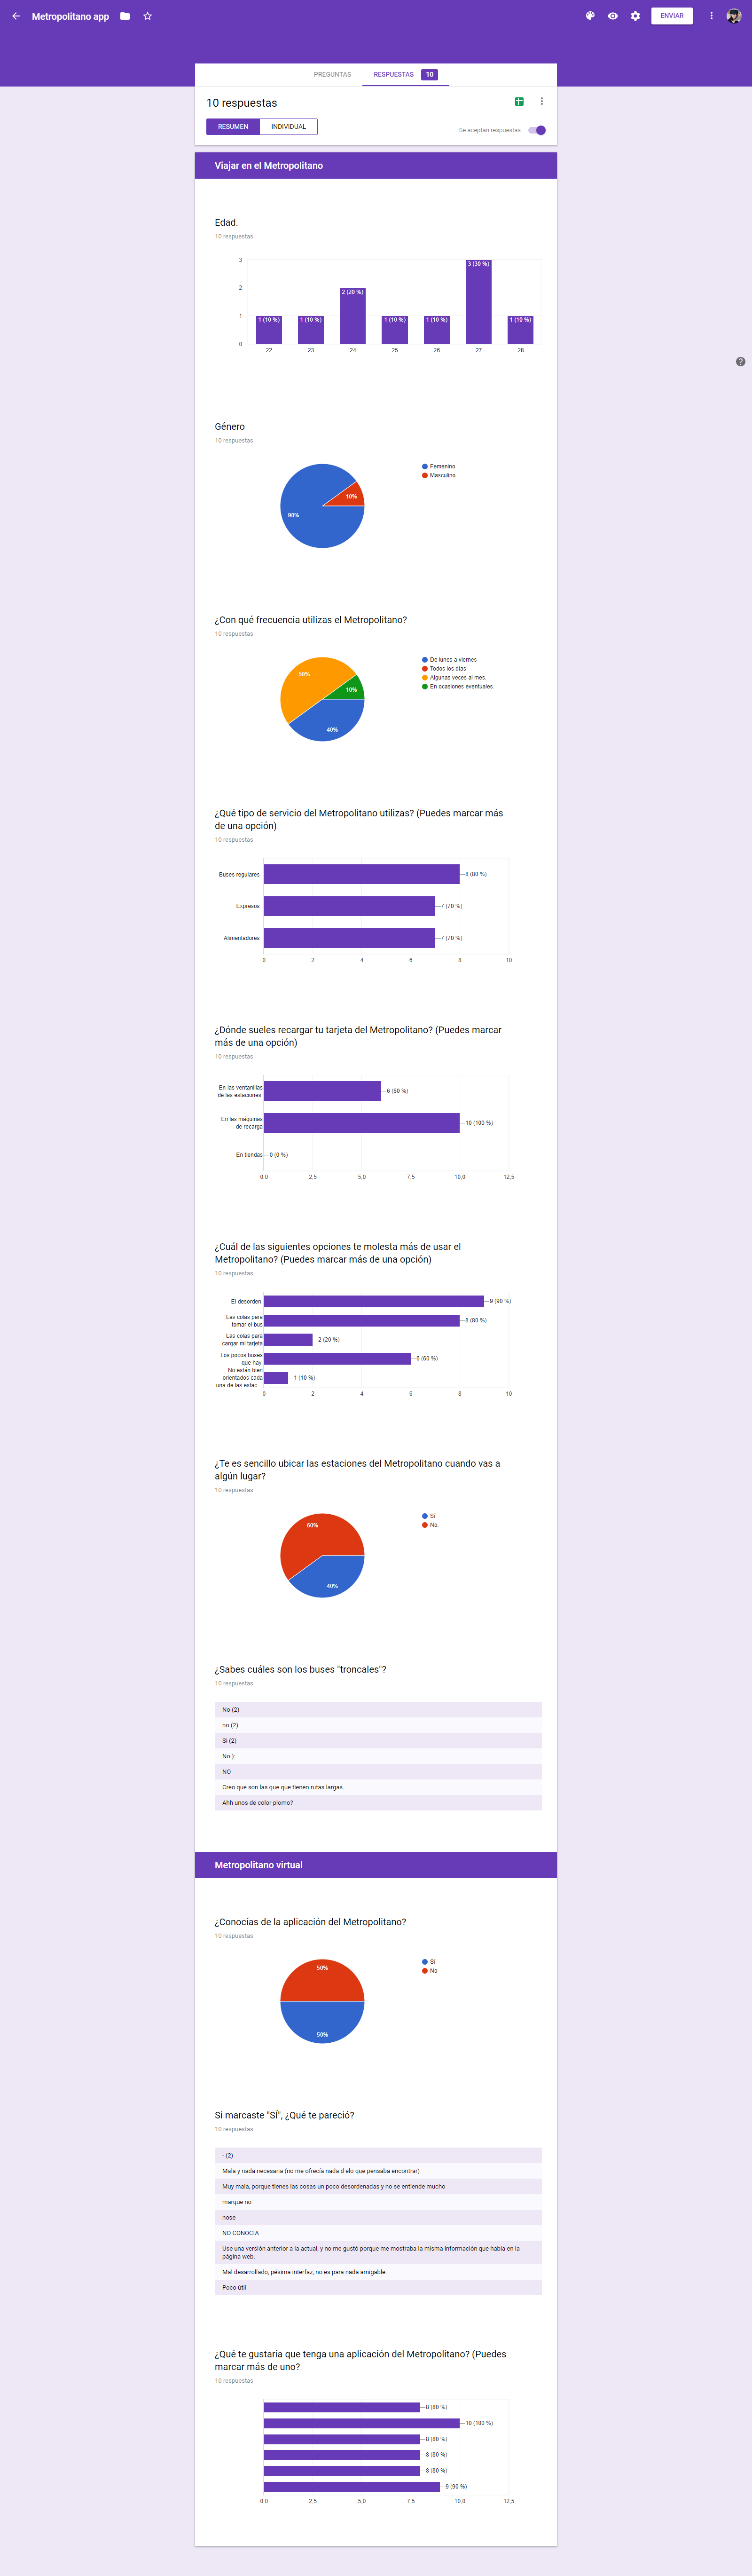 Metropolitano app
ENVIAR
PREGUNTAS
RESPUESTAS 10
10 respuestas
RESUMEN
INDIVIDUAL
Se aceptan respuestas
Viajar en el Metropolitano
Edad.
10 respuestas
3
2
1
0
1 (10 %)
1 (10 %)
2 (20 %)
1 (10 %)
1 (10 %)
3 (30 %)
1 (10 %)
22
23
24
25
26
27
28
Género
10 respuestas
90%
10%
Femenino
Masculino
¿Con qué frecuencia utilizas el Metropolitano?
10 respuestas
50%
10%
40%
De lunes a viernes
Todos los días
Algunas veces al mes.
En ocasiones eventuales
¿Qué tipo de servicio del Metropolitano utilizas? (Puedes marcar más
de una opción)
10 respuestas
Buses regulares
8 (80 %)
Expresos
7 (70 %)
Alimentadores
7 (70 %)
0
2
4
6
8
10
¿Dónde sueles recargar tu tarjeta del Metropolitano? (Puedes marcar
más de una opción)
10 respuestas
En las ventanillas
de las estaciones.
6 (60 %)
En las máquinas
de recarga
10 (100 %)
En tiendas
0 (0 %)
0,0
2,5
5,0
7,5
10,0
12,5
¿Cuál de las siguientes opciones te molesta más de usar el
Metropolitano? (Puedes marcar más de una opción)
10 respuestas
El desorden.
9 (90 %)
Las colas para
tomar el bus
8 (80 %)
Las colas para
cargar mi tarjeta
2 (20 %)
Los pocos buses
que hay.
6 (60 %)
No están bien
orientados cada
una de las estac…
1 (10 %)
0
2
4
6
8
10
¿Te es sencillo ubicar las estaciones del Metropolitano cuando vas a
algún lugar?
10 respuestas
60%
40%
Sí
No.
¿Sabes cuáles son los buses "troncales"?
10 respuestas
No (2)
no (2)
Si (2)
No ):
NO
Creo que son las que que tienen rutas largas.
Ahh unos de color plomo?
Metropolitano virtual
¿Conocías de la aplicación del Metropolitano?
10 respuestas
50%
50%
Sí
No
Si marcaste "SÍ", ¿Qué te pareció?
10 respuestas
- (2)
Mala y nada necesaria (no me ofrecía nada d elo que pensaba encontrar)
Muy mala, porque tienes las cosas un poco desordenadas y no se entiende mucho
marque no
nose
NO CONOCIA
Use una versión anterior a la actual, y no me gustó porque me mostraba la misma información que había en la
página web.
Mal desarrollado, pésima interfaz, no es para nada amigable.
Poco útil
¿Qué te gustaría que tenga una aplicación del Metropolitano? (Puedes
marcar más de uno?
10 respuestas
8 (80 %)
10 (100 %)
8 (80 %)
8 (80 %)
8 (80 %)
9 (90 %)
0,0
2,5
5,0
7,5
10,0
12,5